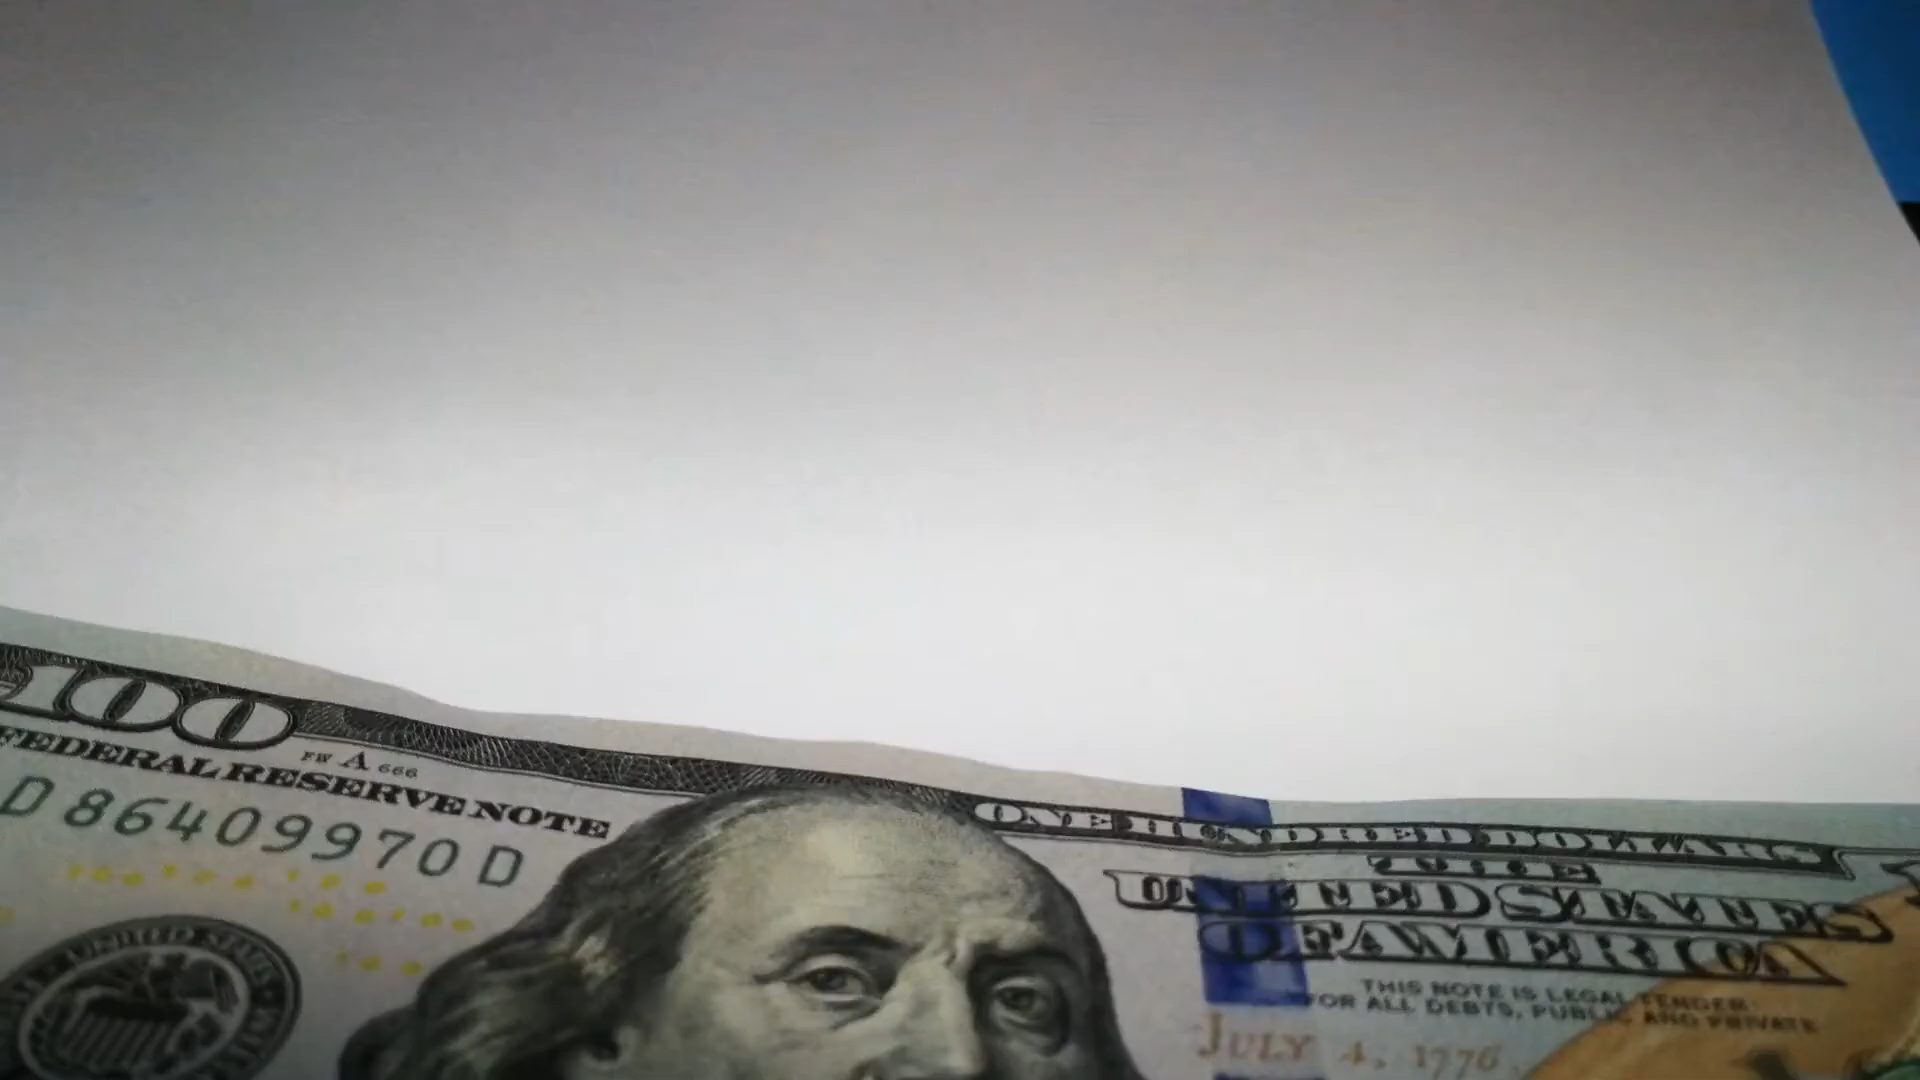 100
FW A 666
FEDERAL RESERVE NOTE
D 86409970 D
ONE HUNDRED DOLLARS
THE
UNITED STATES
OF AMERICA
THIS NOTE IS LEGAL TENDER
FOR ALL DEBTS, PUBLIC AND PRIVATE
JULY 4, 1776